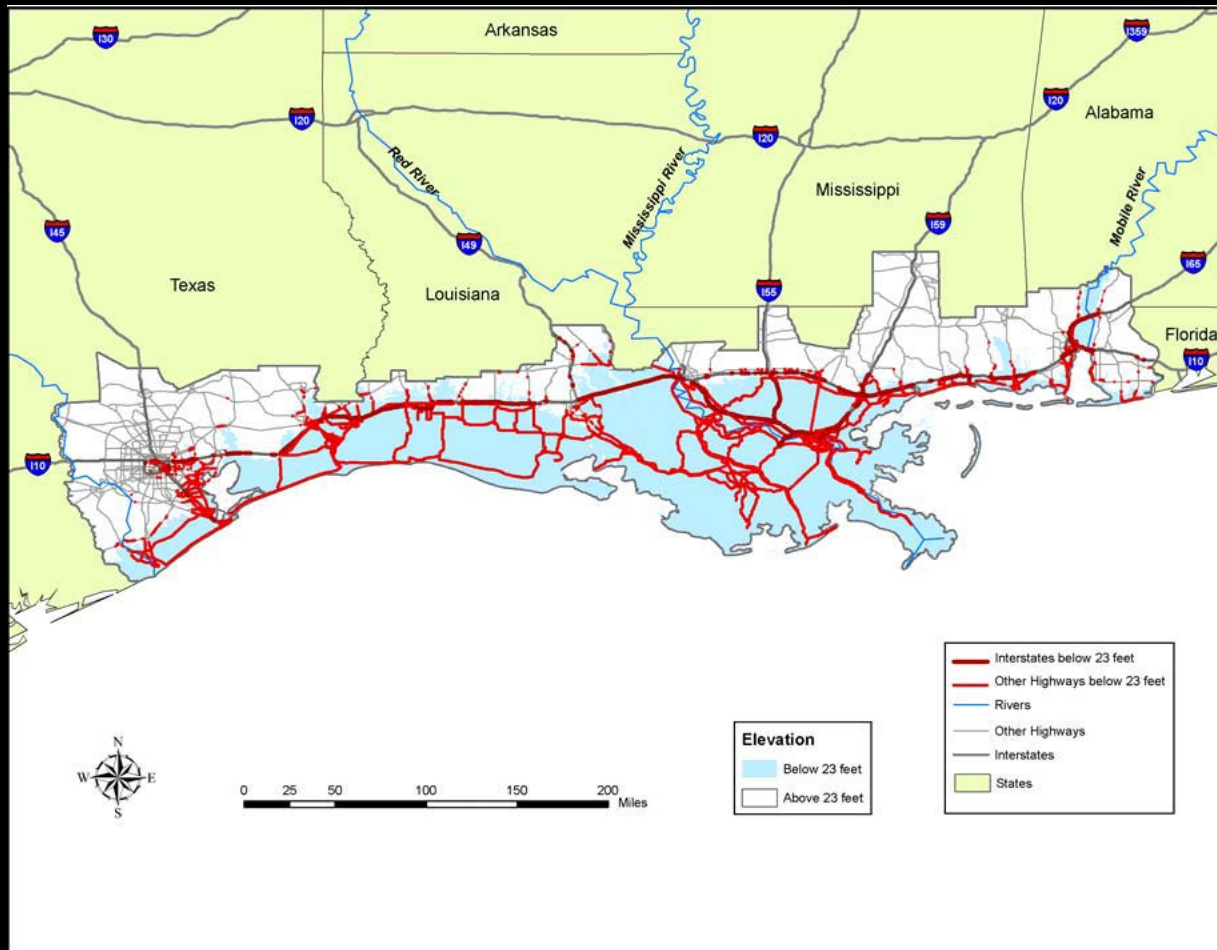 Arkansas
I30
I359
I20
I20
I20
Alabama
Red River
Mississippi River
Mississippi
Mobile River
I45
I49
I59
I65
Texas
Louisiana
I55
Florida
I10
I10
Interstates below 23 feet
Other Highways below 23 feet
Rivers
Other Highways
Interstates
States
Elevation
Below 23 feet
Above 23 feet
N
W E
S
0 25 50 100 150 200
Miles